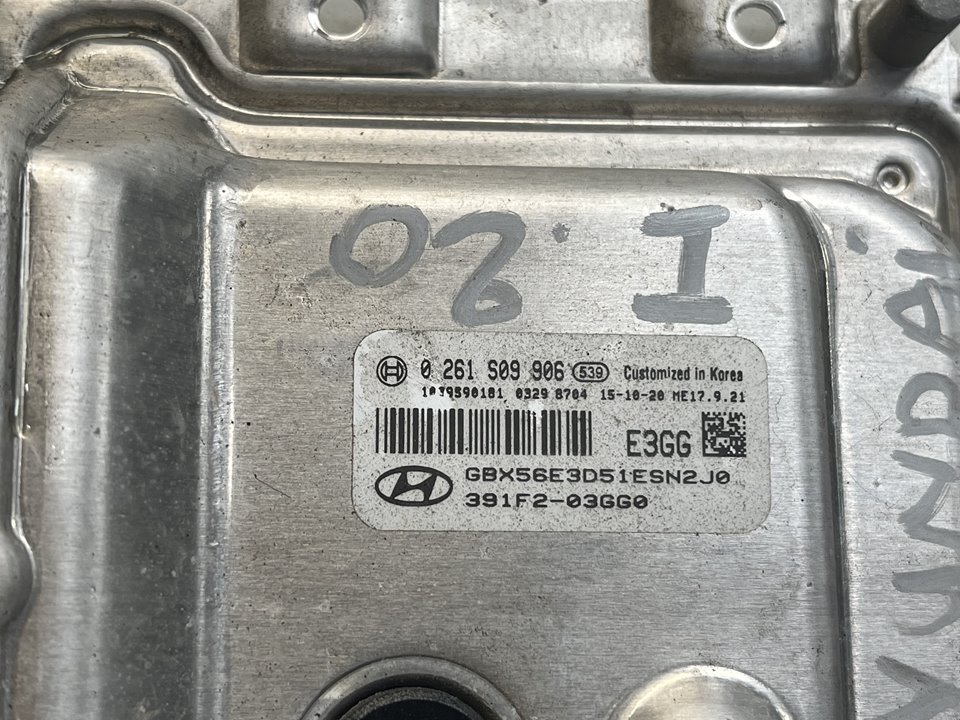 02. I
0 261 S09 906 539 Customized in Korea
1039590181 0329 8704 15-10-20 ME17.9.21
E3GG
GBX56E3D51ESN2J0
391F2-03GG0
YUNDAI